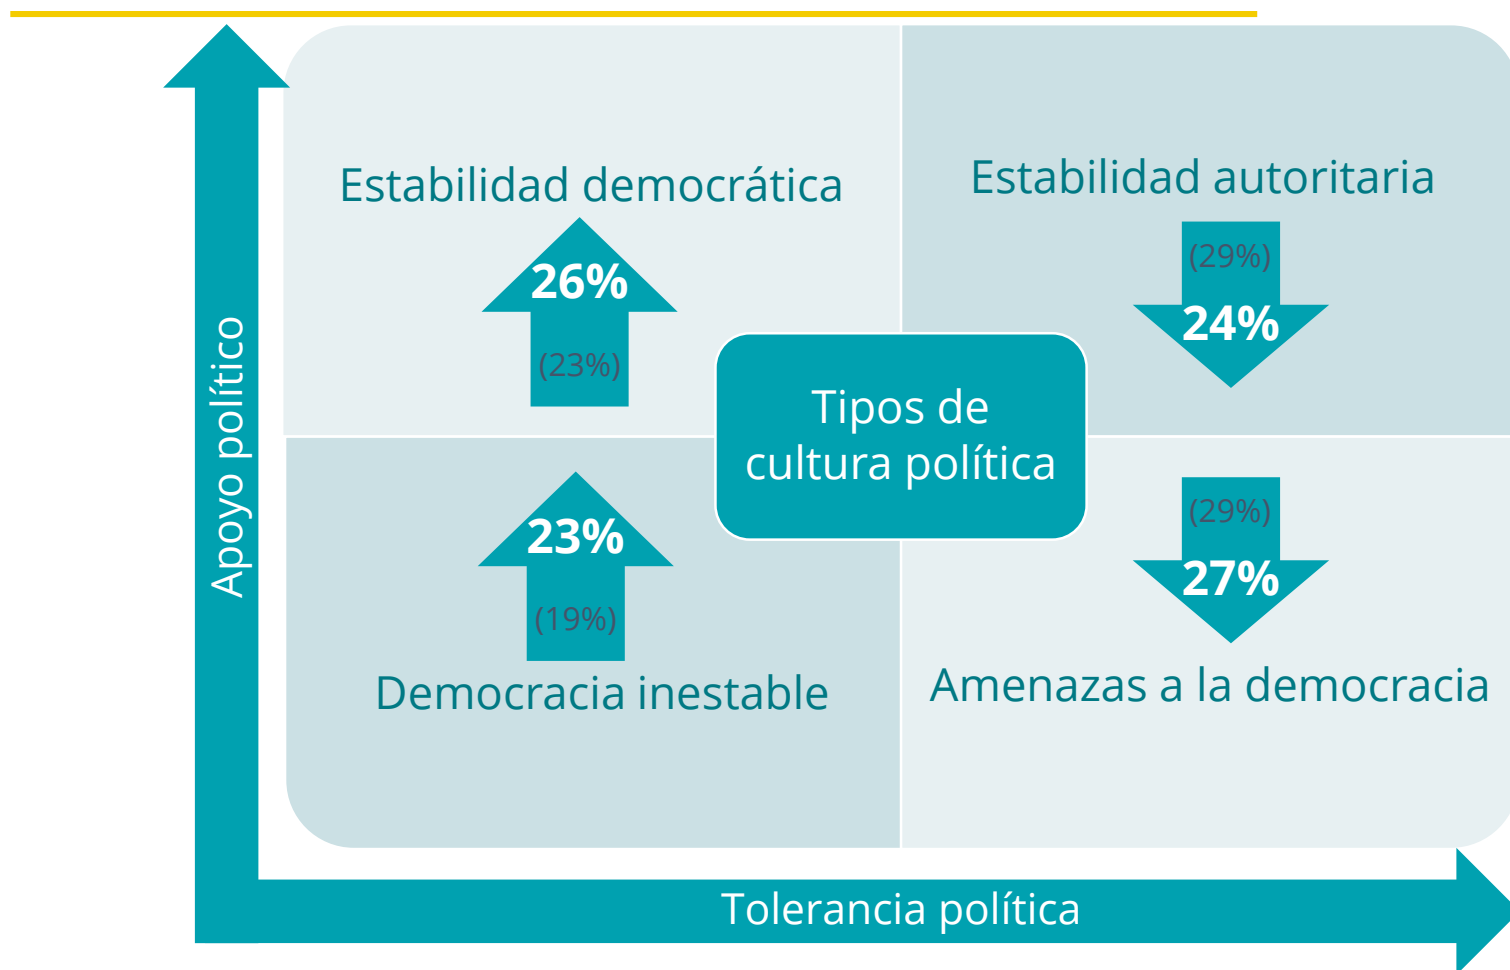 Estabilidad democrática
26%
(23%)
Estabilidad autoritaria
(29%)
24%
Tipos de
cultura política
Apoyo político
23%
(19%)
Democracia inestable
(29%)
27%
Amenazas a la democracia
Tolerancia política